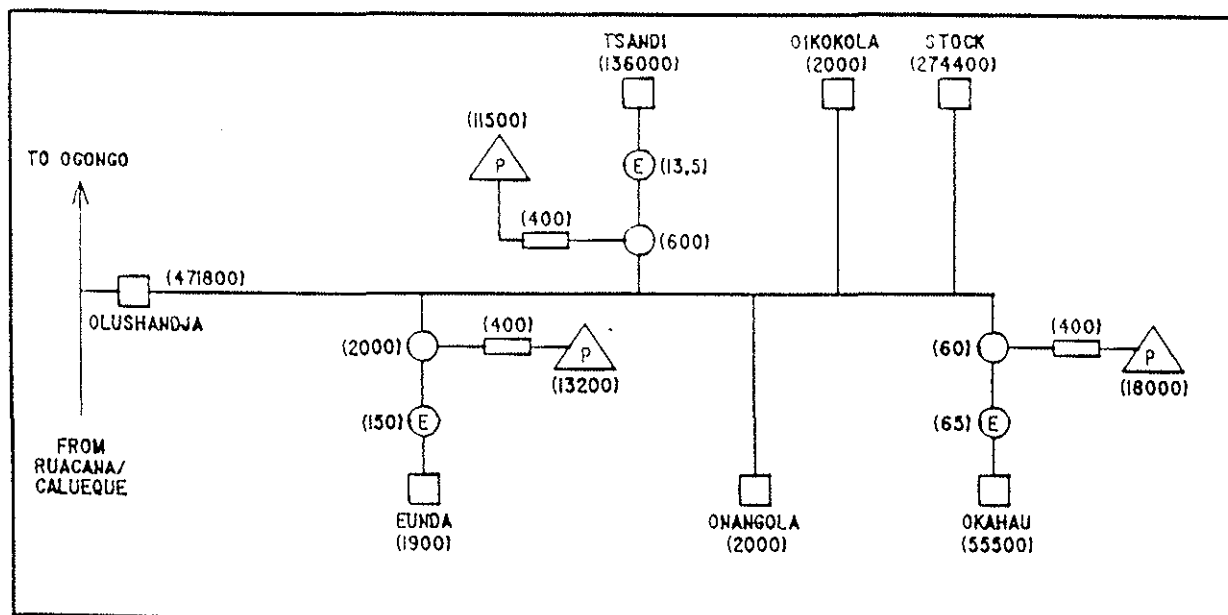 TSANDI
(136000)
OIKOKOLA
(2000)
STOCK
(274400)
(11500)
P
TO OGONGO
E
(13,5)
(400)
(600)
(471800)
OLUSHANDJA
(2000)
(400)
P
(13200)
(60)
(400)
P
(18000)
(150)
E
(65)
E
FROM
RUACANA/
CALUEQUE
EUNDA
(1900)
ONANGOLA
(2000)
OKAHAU
(55500)